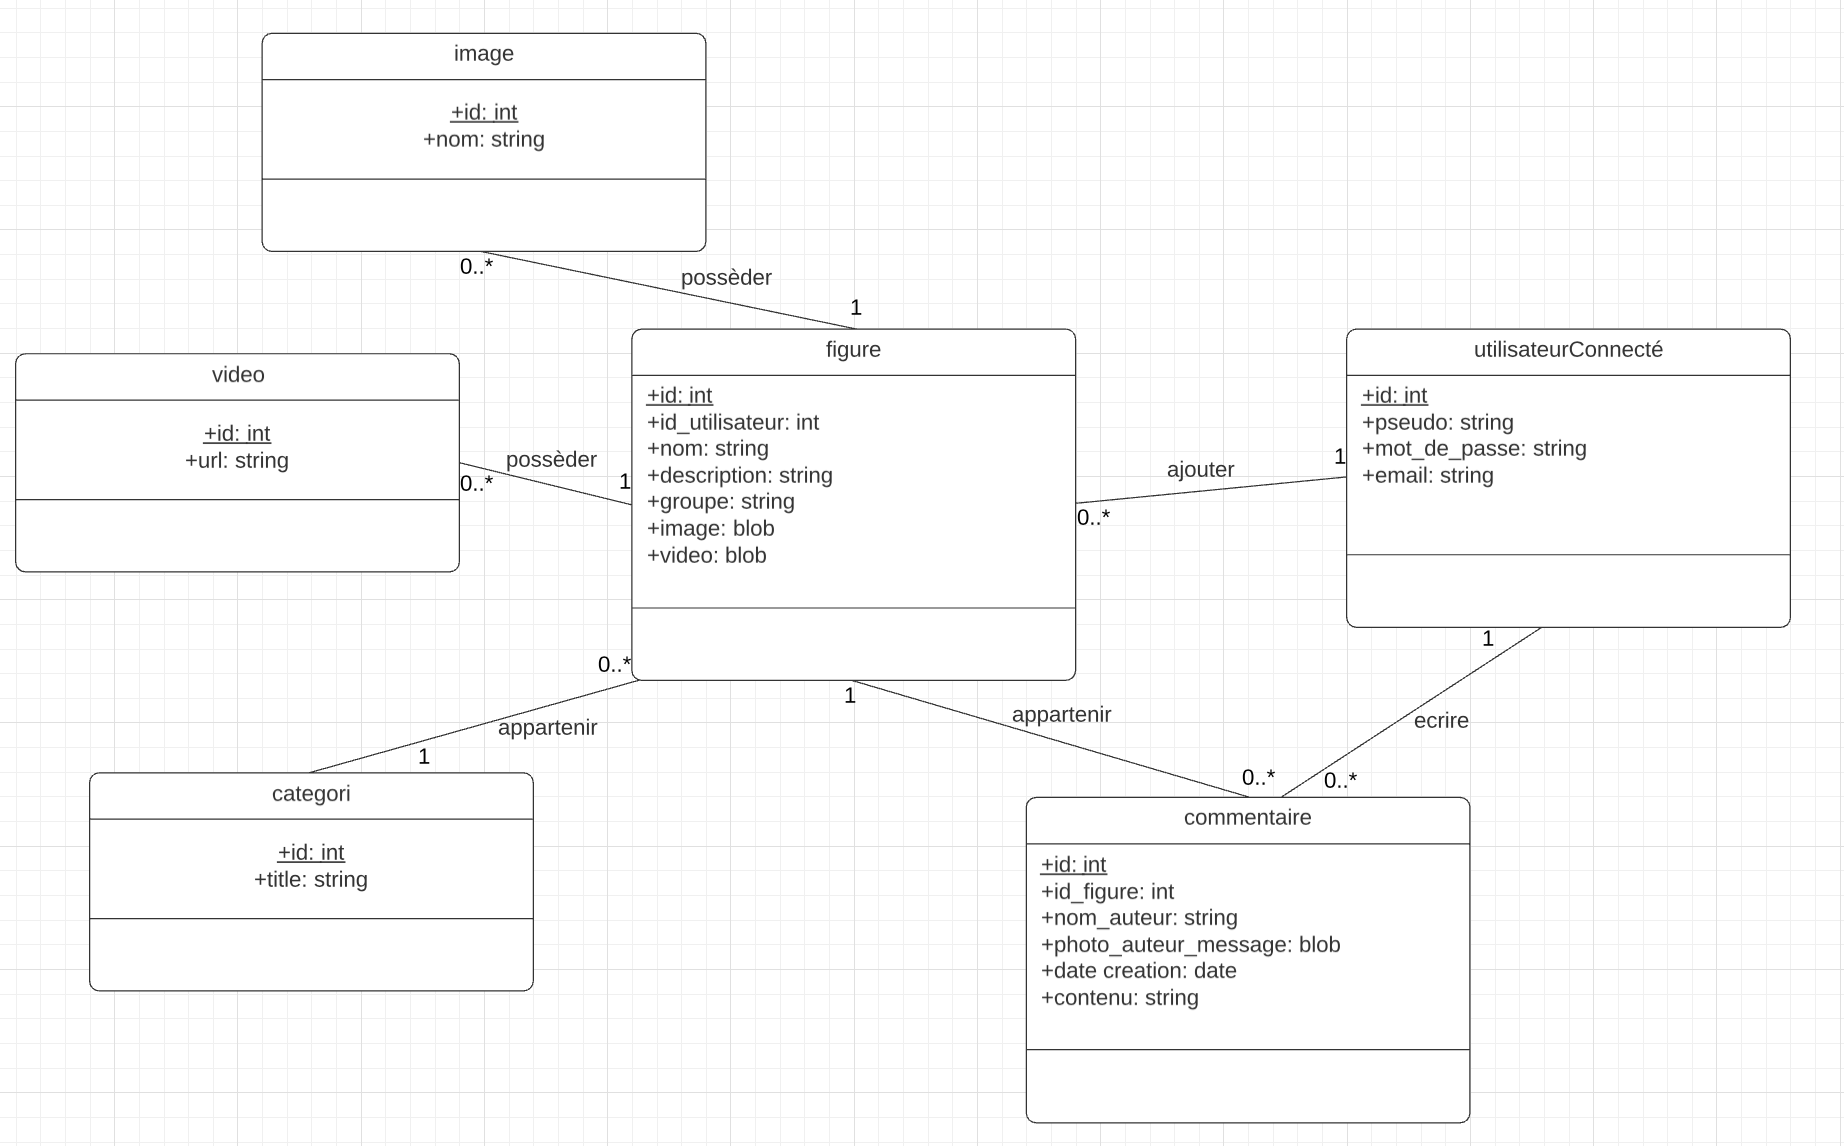 image
+id: int
+nom: string
0..*
possèder
1
video
+id: int
+url: string
0..*
possèder
1
figure
+id: int
+id_utilisateur: int
+nom: string
+description: string
+groupe: string
+image: blob
+video: blob
ajouter
1
0..*
utilisateurConnecté
+id: int
+pseudo: string
+mot_de_passe: string
+email: string
0..*
appartenir
1
1
appartenir
0..*
1
ecrire
0..*
categori
+id: int
+title: string
commentaire
+id: int
+id_figure: int
+nom_auteur: string
+photo_auteur_message: blob
+date creation: date
+contenu: string